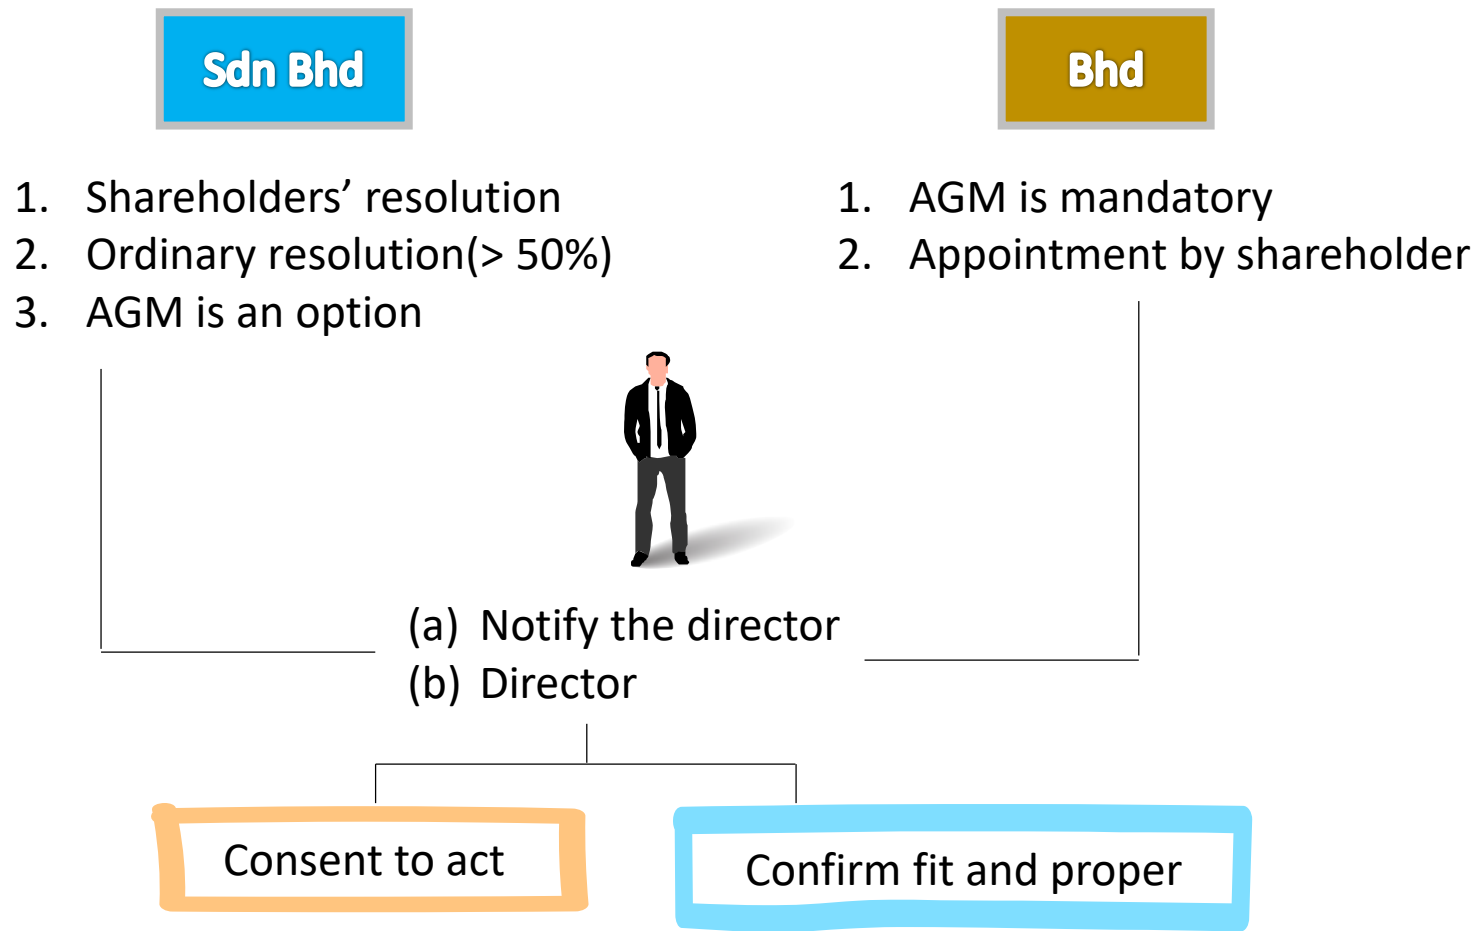 Sdn Bhd
1. Shareholders’ resolution
2. Ordinary resolution(> 50%)
3. AGM is an option
Bhd
1. AGM is mandatory
2. Appointment by shareholder
(a) Notify the director
(b) Director
Consent to act
Confirm fit and proper